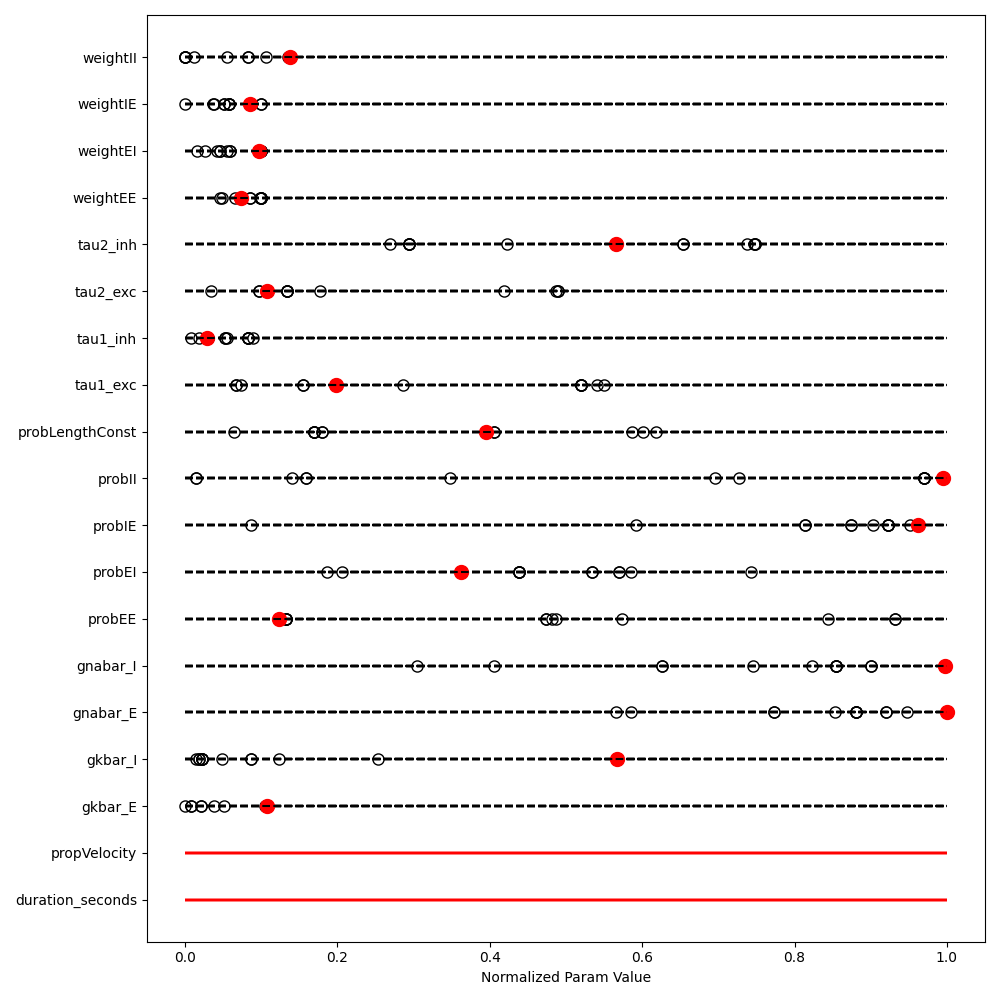 weightII
weightIE
weightEI
weightEE
tau2_inh
tau2_exc
tau1_inh
tau1_exc
probLengthConst
probII
probIE
probEI
probEE
gnabar_I
gnabar_E
gkbar_I
gkbar_E
propVelocity
duration_seconds
0.0 0.2 0.4 0.6 0.8 1.0
Normalized Param Value